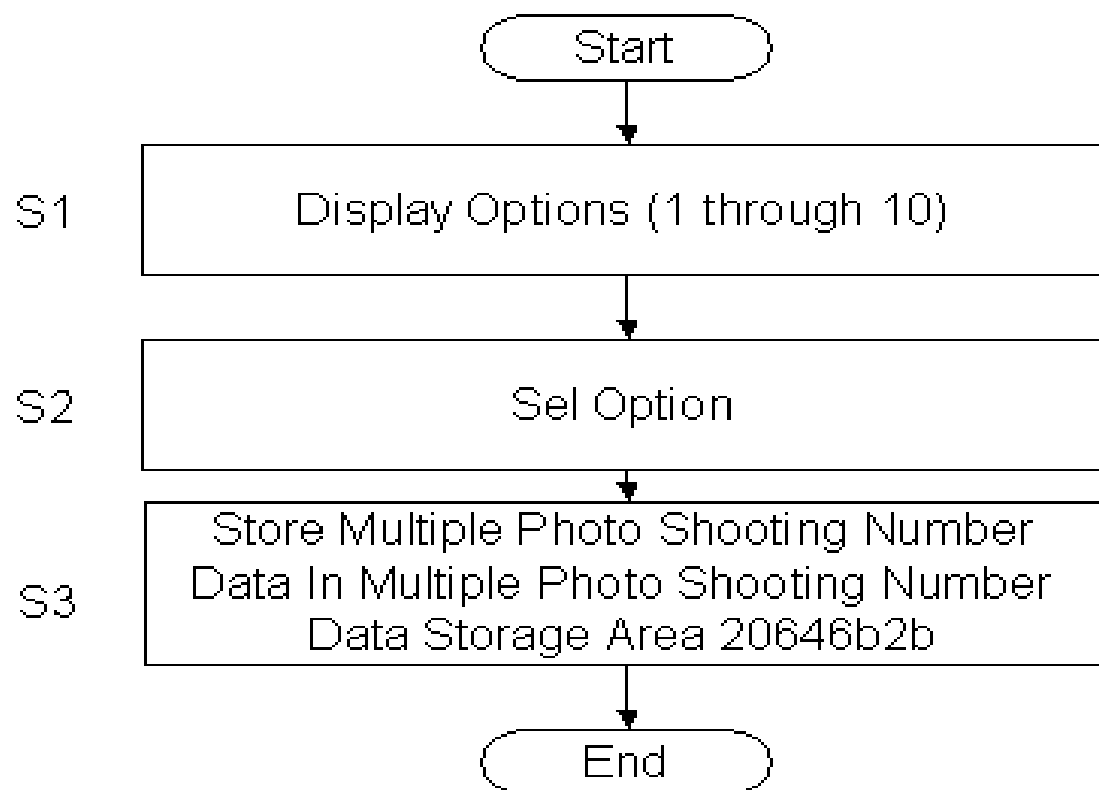 Start
S1
Display Options (1 through 10)
S2
Sel Option
S3
Store Multiple Photo Shooting Number
Data In Multiple Photo Shooting Number
Data Storage Area 20646b2b
End